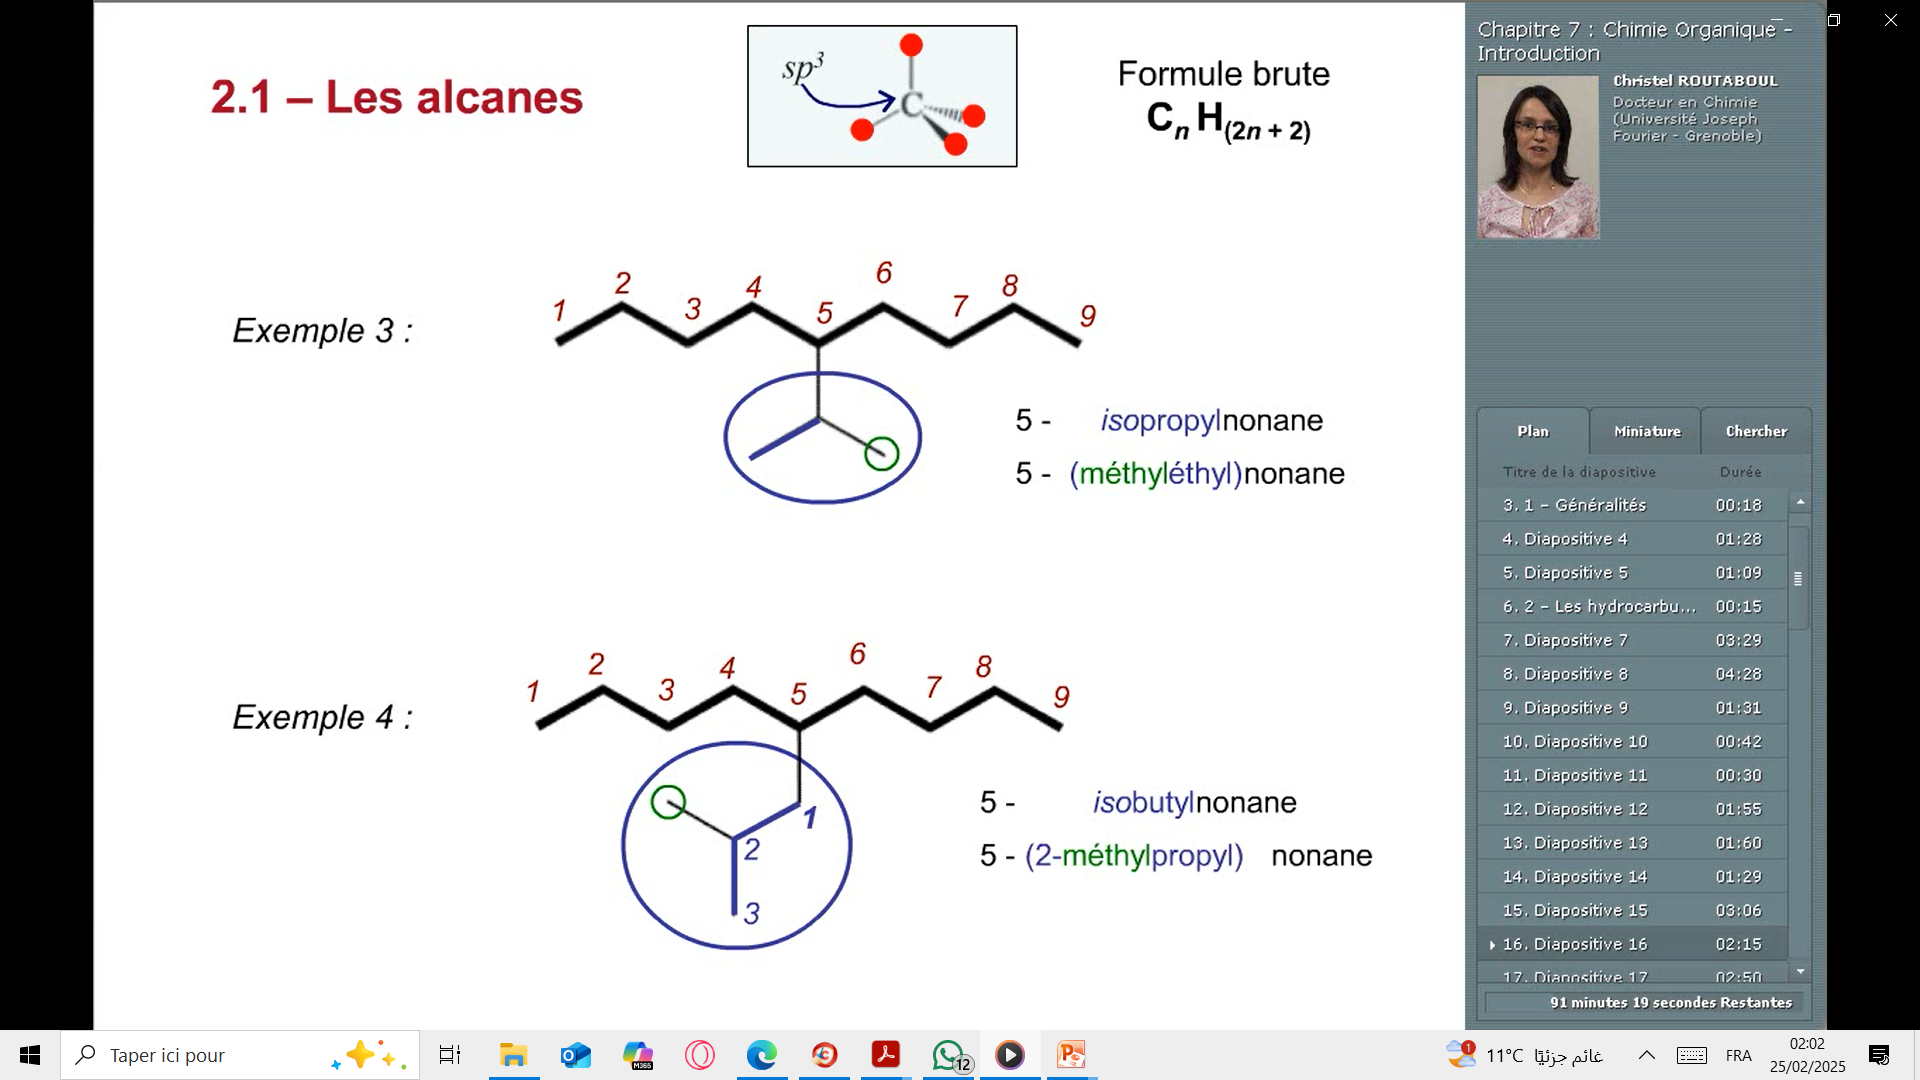 2.1 – Les alcanes
sp3
C
Formule brute
CnH(2n + 2)
Exemple 3 :
1 2 3 4 5 6 7 8 9
5 - isopropylnonane
5 - (méthyléthyl)nonane
Exemple 4 :
1 2 3 4 5 6 7 8 9
1
2
3
5 - isobutylnonane
5 - (2-méthylpropyl) nonane
Chapitre 7 : Chimie Organique -
Introduction
Christel ROUTABOUL
Docteur en Chimie
(Université Joseph
Fourier - Grenoble)
Plan Miniature Chercher
Titre de la diapositive Durée
3. 1 – Généralités 00:18
4. Diapositive 4 01:28
5. Diapositive 5 01:09
6. 2 – Les hydrocarbu... 00:15
7. Diapositive 7 03:29
8. Diapositive 8 04:28
9. Diapositive 9 01:31
10. Diapositive 10 00:42
11. Diapositive 11 00:30
12. Diapositive 12 01:55
13. Diapositive 13 01:60
14. Diapositive 14 01:29
15. Diapositive 15 03:06
16. Diapositive 16 02:15
17. Diapositive 17 02:50
91 minutes 19 secondes Restantes
Taper ici pour
M365
12
1
11°C غائم جزئيًا
FRA
02:02
25/02/2025